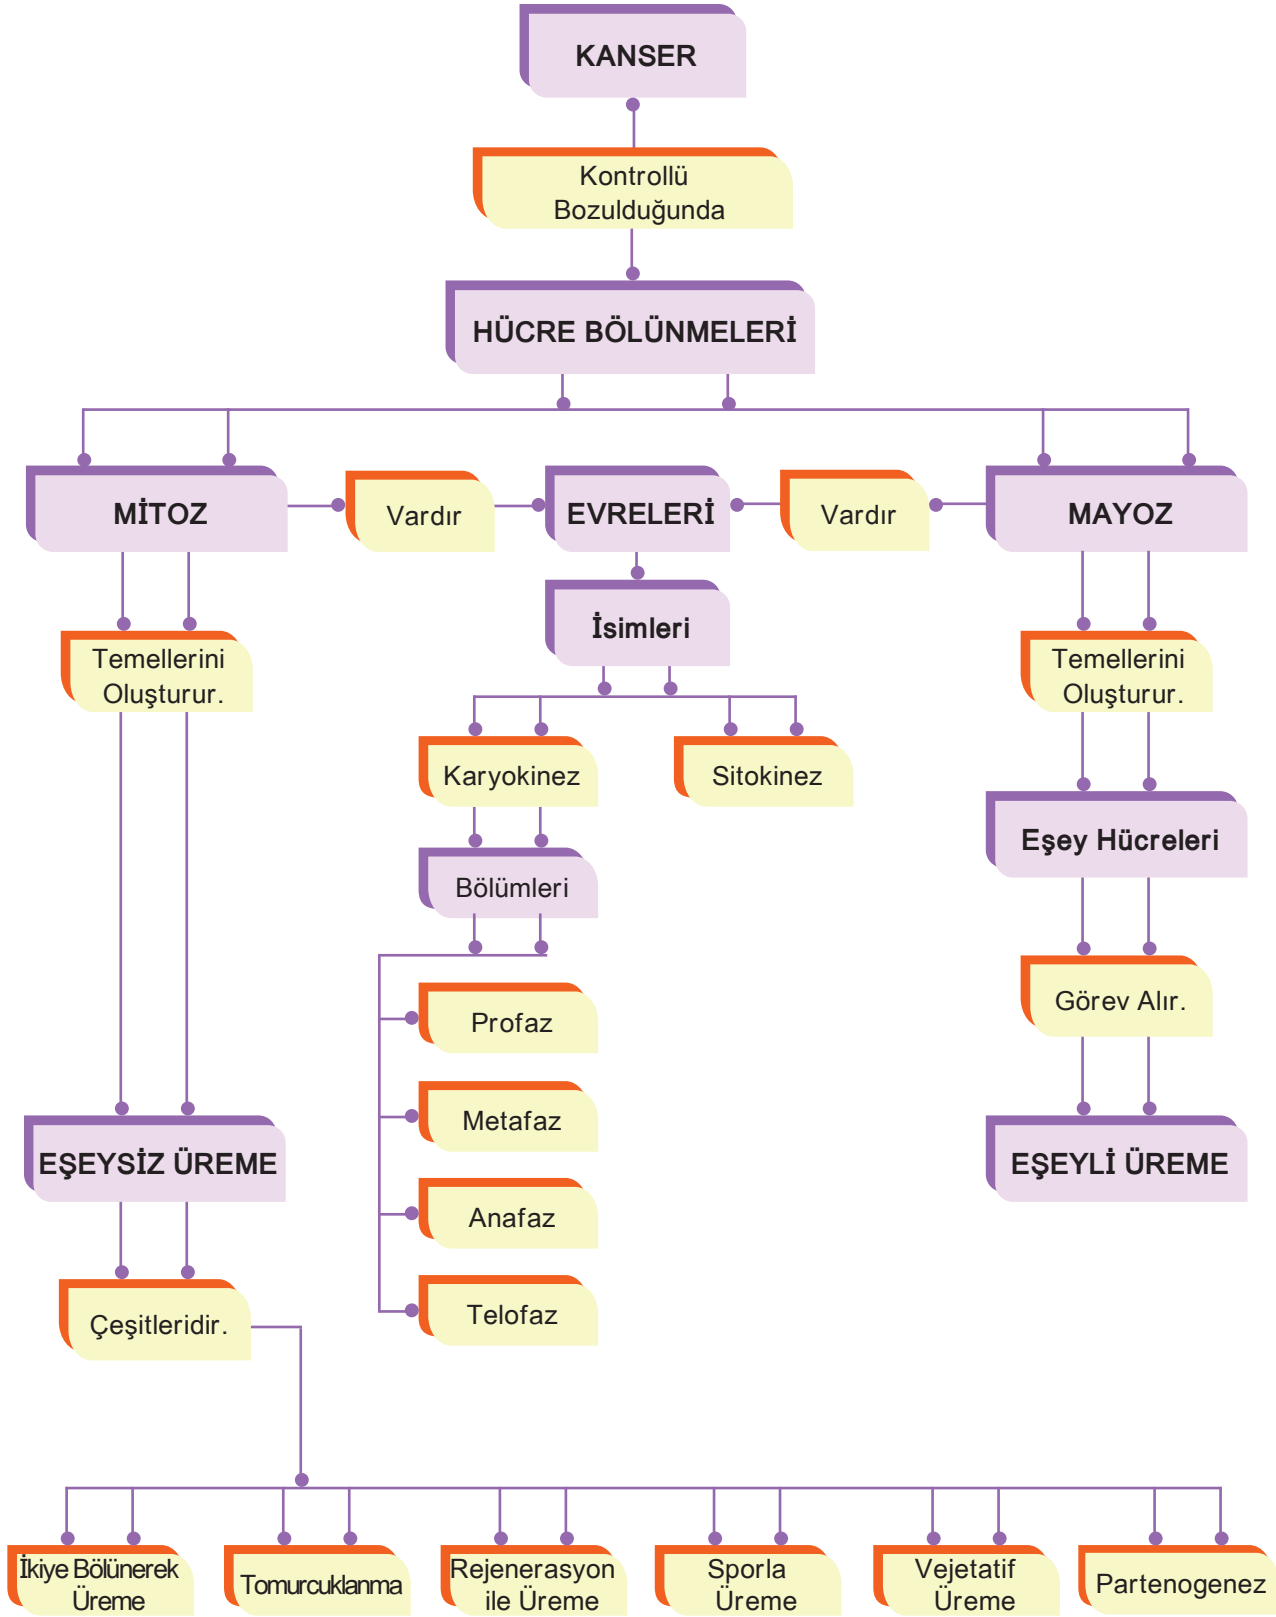 KANSER
Kontrollü
Bozulduğunda
HÜCRE BÖLÜNMELERİ
MİTOZ
Vardır
EVRELERİ
Vardır
MAYOZ
İsimleri
Temellerini
Oluşturur.
Temellerini
Oluşturur.
Karyokinez
Sitokinez
Eşey Hücreleri
Bölümleri
Profaz
Görev Alır.
Metafaz
EŞEYSİZ ÜREME
EŞEYLİ ÜREME
Anafaz
Telofaz
Çeşitleridir.
İkiye Bölünerek
Üreme
Tomurcuklanma
Rejenerasyon
ile Üreme
Sporla
Üreme
Vejetatif
Üreme
Partenogenez